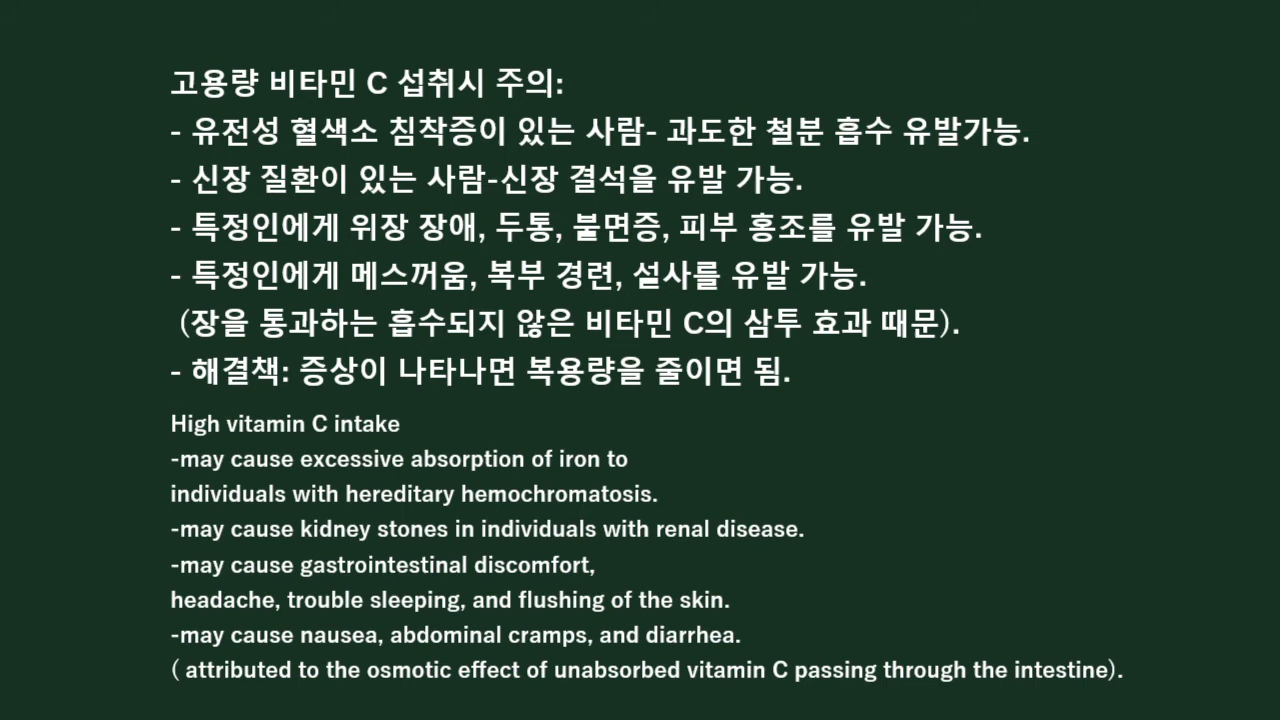 고용량 비타민 C 섭취시 주의:
- 유전성 혈색소 침착증이 있는 사람- 과도한 철분 흡수 유발가능.
- 신장 질환이 있는 사람-신장 결석을 유발 가능.
- 특정인에게 위장 장애, 두통, 불면증, 피부 홍조를 유발 가능.
- 특정인에게 메스꺼움, 복부 경련, 설사를 유발 가능.
(장을 통과하는 흡수되지 않은 비타민 C의 삼투 효과 때문).
- 해결책: 증상이 나타나면 복용량을 줄이면 됨.
High vitamin C intake
-may cause excessive absorption of iron to
individuals with hereditary hemochromatosis.
-may cause kidney stones in individuals with renal disease.
-may cause gastrointestinal discomfort,
headache, trouble sleeping, and flushing of the skin.
-may cause nausea, abdominal cramps, and diarrhea.
( attributed to the osmotic effect of unabsorbed vitamin C passing through the intestine).